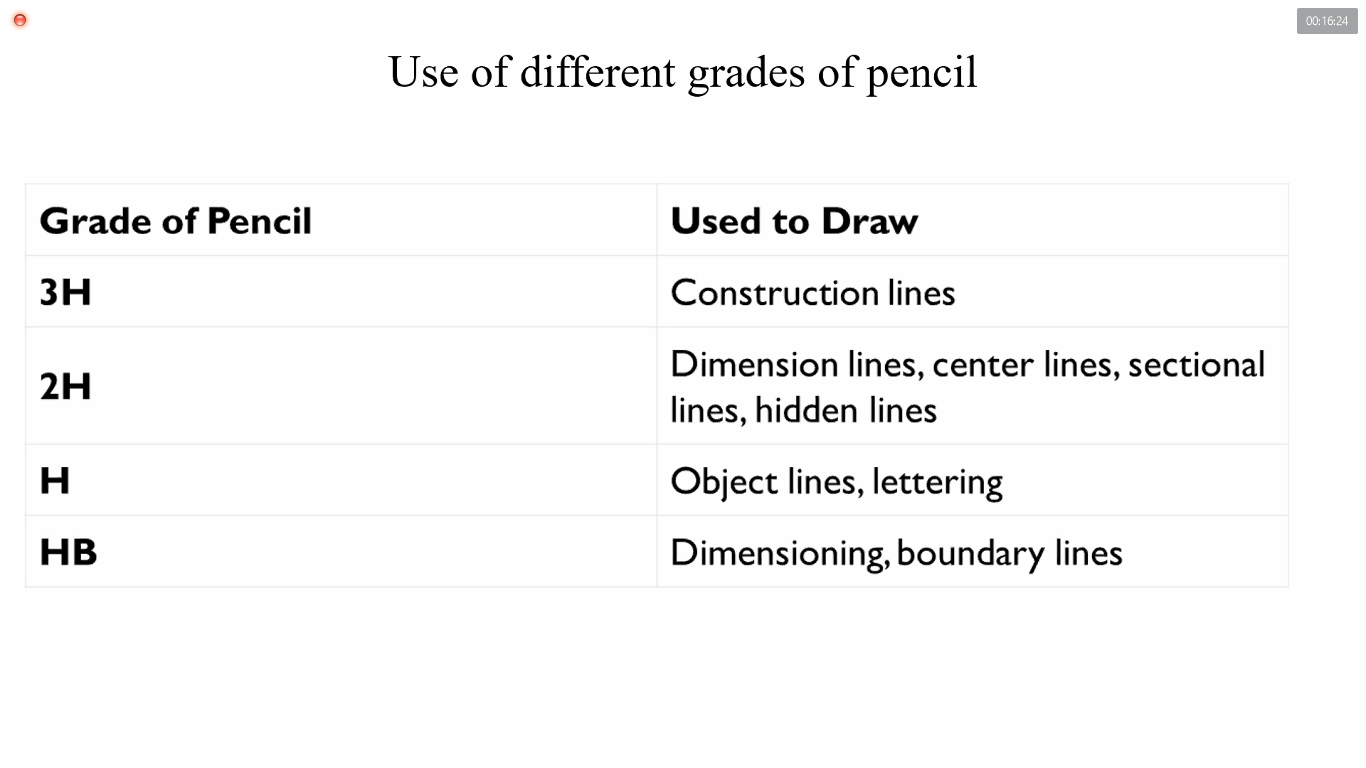 00:16:24
Use of different grades of pencil
Grade of Pencil
Used to Draw
3H
Construction lines
2H
Dimension lines, center lines, sectional
lines, hidden lines
H
Object lines, lettering
HB
Dimensioning, boundary lines